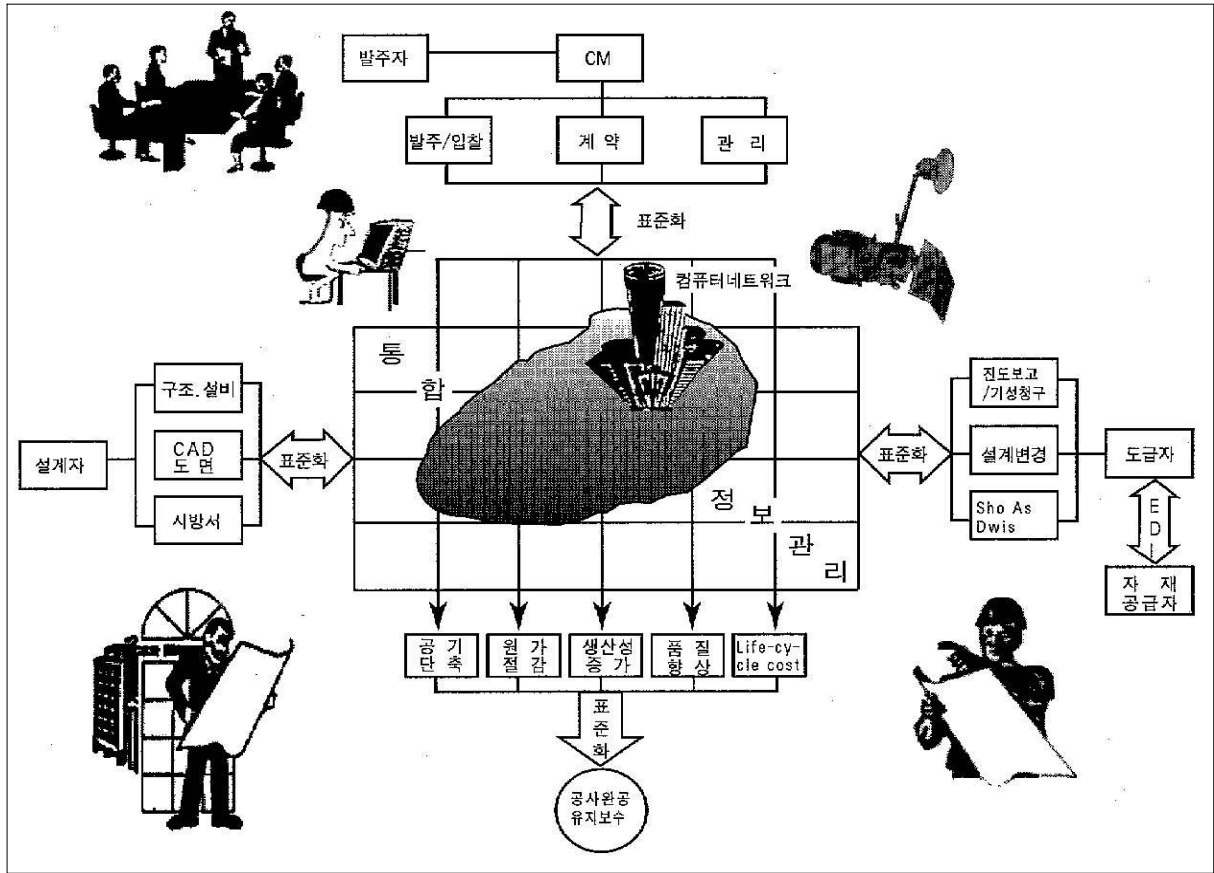 발주자
CM
발주/입찰
계 약
관 리
표준화
컴퓨터네트워크
통
합
정
보
관
리
구조.설비
설계자
CAD
도 면
시방서
표준화
표준화
진도보고
/기성청구
설계변경
Sho As
Dwis
도급자
E
D
I
자 재
공급자
공 기
단 축
원 가
절 감
생산성
증 가
품 질
향 상
Life-cy-
cle cost
표
준
화
공사완공
유지보수